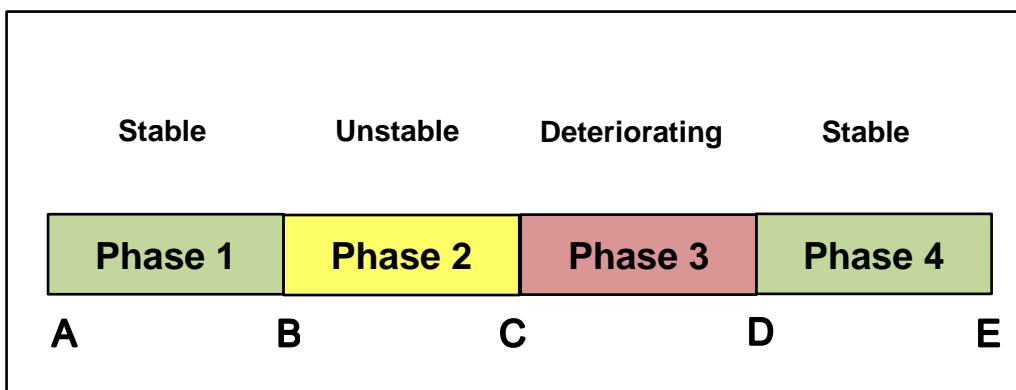 Stable Unstable Deteriorating Stable
Phase 1 Phase 2 Phase 3 Phase 4
A B C D E